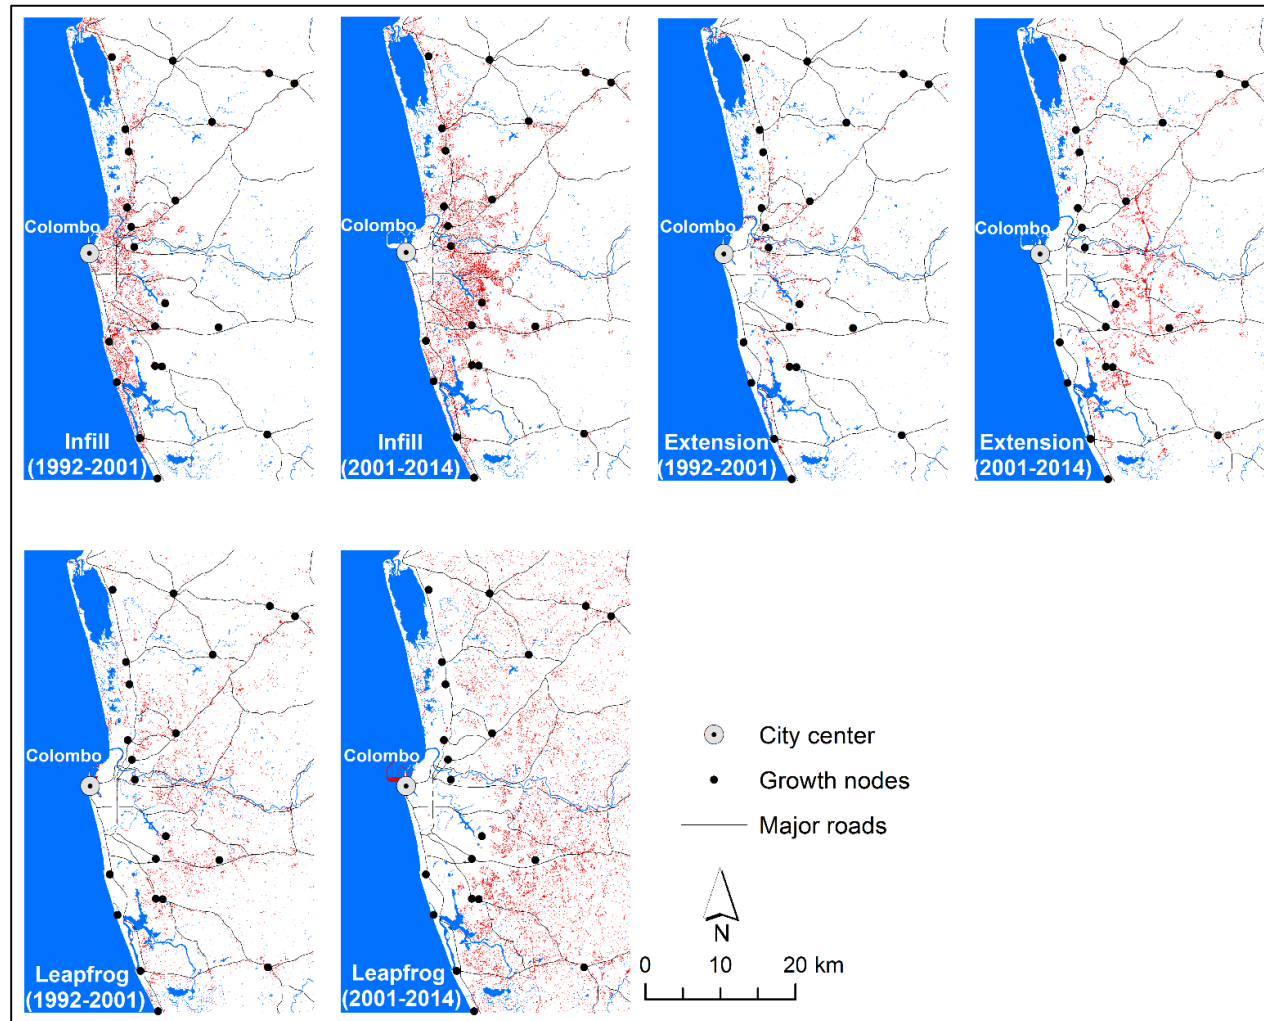 Colombo
Infill
(1992-2001)
Colombo
Infill
(2001-2014)
Colombo
Extension
(1992-2001)
Colombo
Extension
(2001-2014)
Colombo
Leapfrog
(1992-2001)
Colombo
Leapfrog
(2001-2014)
City center
Growth nodes
Major roads
N
0 10 20 km